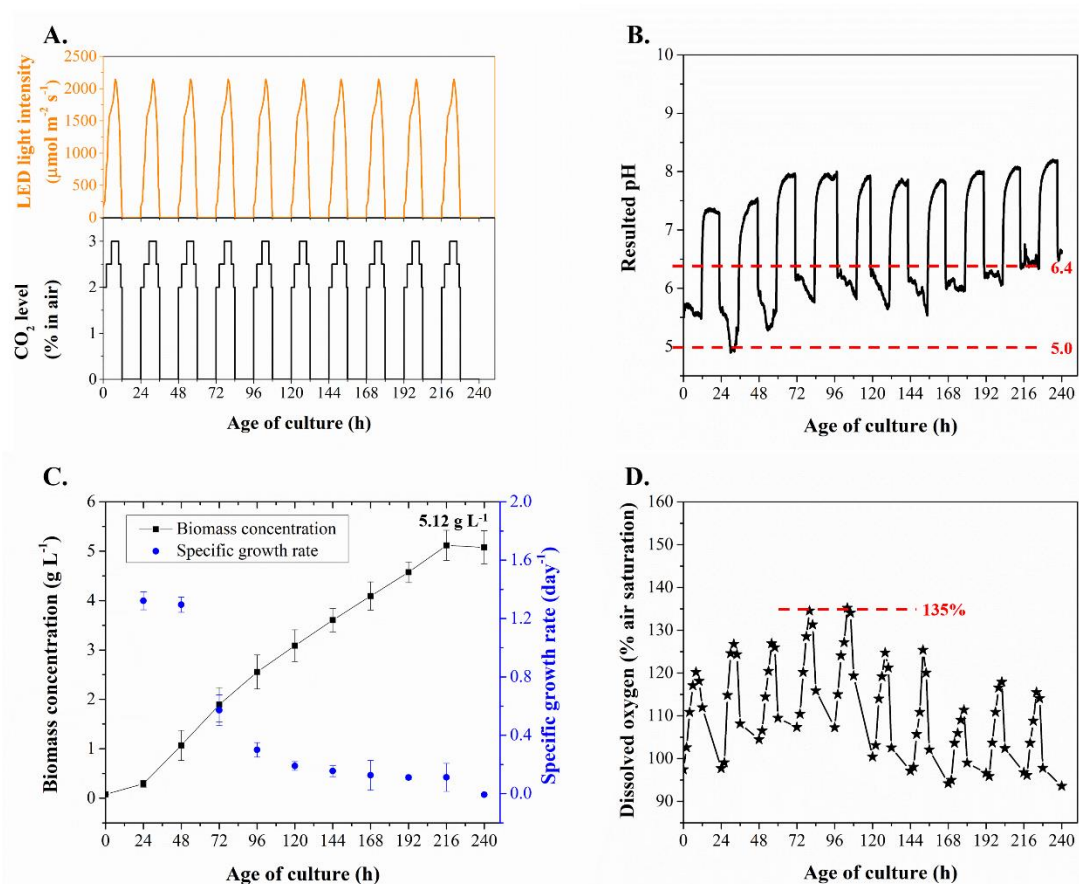 A.
LED light intensity
(µmol m⁻² s⁻¹)
2500
2000
1500
1000
500
0
CO₂ level
(% in air)
3
2
1
0
0 24 48 72 96 120 144 168 192 216 240
Age of culture (h)
B.
Resulted pH
10
9
8
7
6
5
6.4
5.0
0 24 48 72 96 120 144 168 192 216 240
Age of culture (h)
C.
Biomass concentration (g L⁻¹)
6
5
4
3
2
1
0
Biomass concentration
Specific growth rate
5.12 g L⁻¹
2.0
1.6
1.2
0.8
0.4
0.0
Specific growth rate (day⁻¹)
0 24 48 72 96 120 144 168 192 216 240
Age of culture (h)
D.
Dissolved oxygen (% air saturation)
160
150
140
130
120
110
100
90
135%
0 24 48 72 96 120 144 168 192 216 240
Age of culture (h)